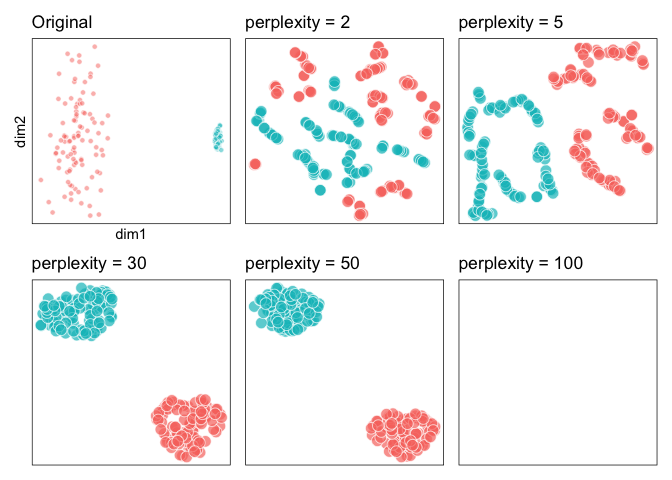 Original
perplexity = 2
perplexity = 5
dim2
dim1
perplexity = 30
perplexity = 50
perplexity = 100